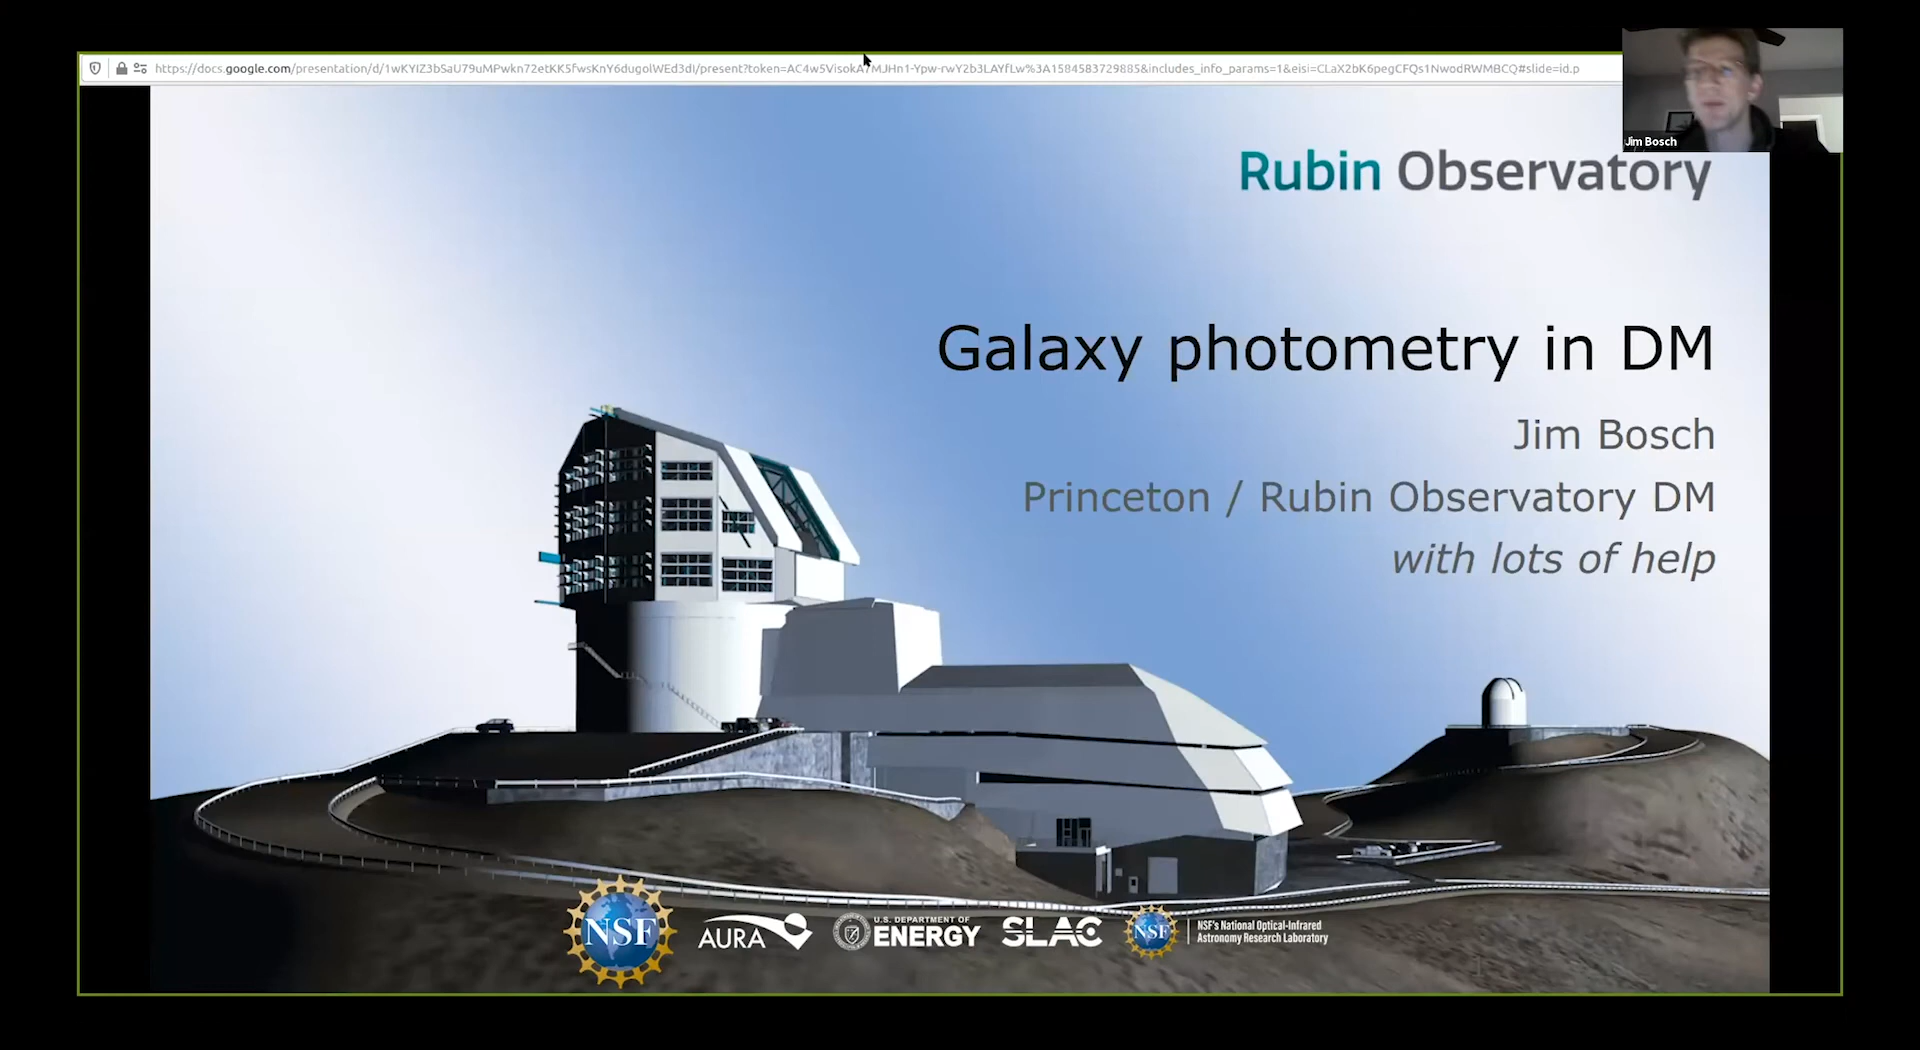 Jim Bosch
Rubin Observatory
Galaxy photometry in DM
Jim Bosch
Princeton / Rubin Observatory DM
with lots of help
NSF
AURA
U.S. DEPARTMENT OF
ENERGY
SLAC
NSF
NSF's National Optical-Infrared
Astronomy Research Laboratory